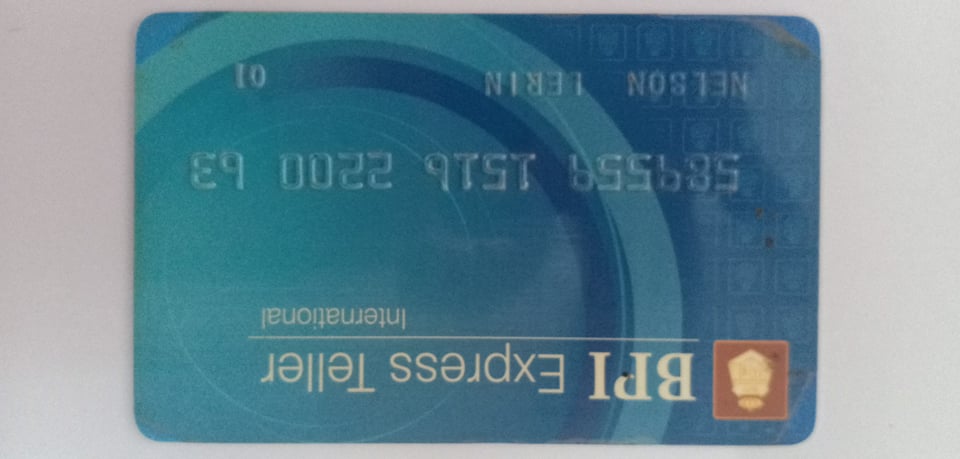 BPI Express Teller
International
589559 1516 2200 63
NELSON LERIN 01